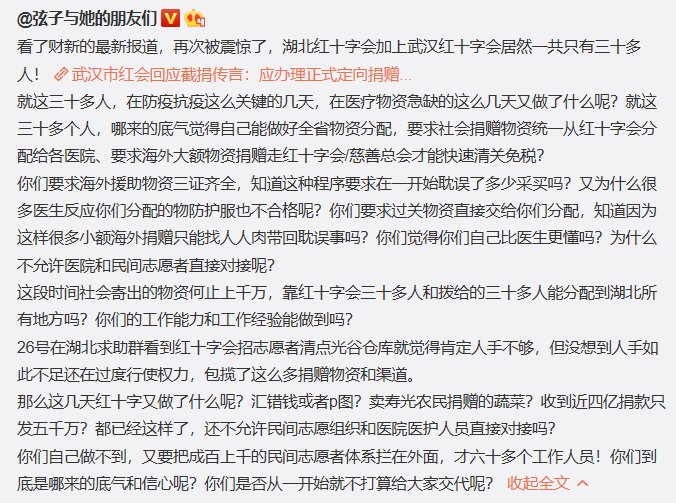 @弦子与她的朋友们
看了财新的最新报道，再次被震惊了，湖北红十字会加上武汉红十字会居然一共只有三十多
人！ 武汉市红会回应截捐传言：应办理正式定向捐赠...
就这三十多人，在防疫抗疫这么关键的几天，在医疗物资急缺的这么几天又做了什么呢？就这
三十多个人，哪来的底气觉得自己能做好全省物资分配，要求社会捐赠物资统一从红十字会分
配给各医院、要求海外大额物资捐赠走红十字会/慈善总会才能快速清关免税？
你们要求海外援助物资三证齐全，知道这种程序要求在一开始耽误了多少采买吗？又为什么很
多医生反应你们分配的物防护服也不合格呢？你们要求过关物资直接交给你们分配，知道因为
这样很多小额海外捐赠只能找人人肉带回耽误事吗？你们觉得你们自己比医生更懂吗？为什么
不允许医院和民间志愿者直接对接呢？
这段时间社会寄出的物资何止上千万，靠红十字会三十多人和拨给的三十多人能分配到湖北所
有地方吗？你们的工作能力和工作经验能做到吗？
26号在湖北求助群看到红十字会招志愿者清点光谷仓库就觉得肯定人手不够，但没想到人手如
此不足还在过度行使权力，包揽了这么多捐赠物资和渠道。
那么这几天红十字又做了什么呢？汇错钱或者p图？卖寿光农民捐赠的蔬菜？收到近四亿捐款只
发五千万？都已经这样了，还不允许民间志愿组织和医院医护人员直接对接吗？
你们自己做不到，又要把成百上千的民间志愿者体系拦在外面，才六十多个工作人员！你们到
底是哪来的底气和信心呢？你们是否从一开始就不打算给大家交代呢？ 收起全文